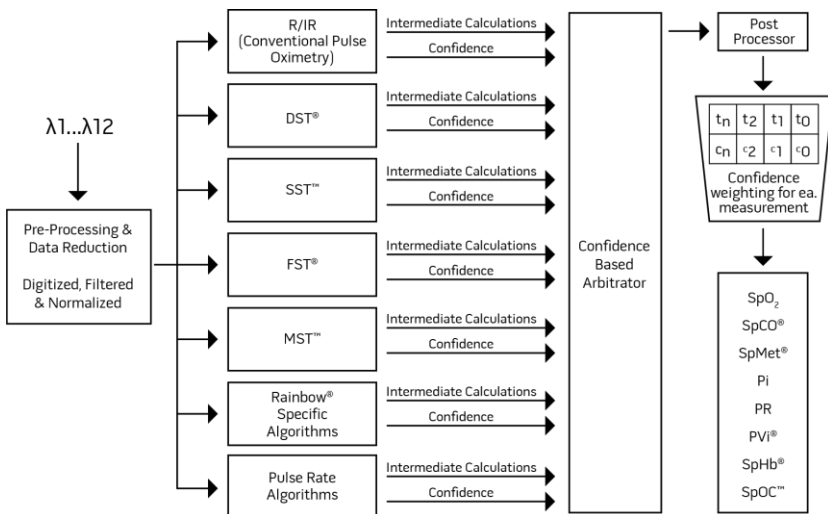 λ1...λ12
Pre-Processing &
Data Reduction
Digitized, Filtered
& Normalized
R/IR
(Conventional Pulse
Oximetry)
Intermediate Calculations
Confidence
DST®
Intermediate Calculations
Confidence
SST™
Intermediate Calculations
Confidence
FST®
Intermediate Calculations
Confidence
MST™
Intermediate Calculations
Confidence
Rainbow®
Specific
Algorithms
Intermediate Calculations
Confidence
Pulse Rate
Algorithms
Intermediate Calculations
Confidence
Confidence
Based
Arbitrator
Post
Processor
tn t2 t1 t0
cn c2 c1 c0
Confidence
weighting for ea.
measurement
SpO₂
SpCO®
SpMet®
Pi
PR
PVi®
SpHb®
SpOC™